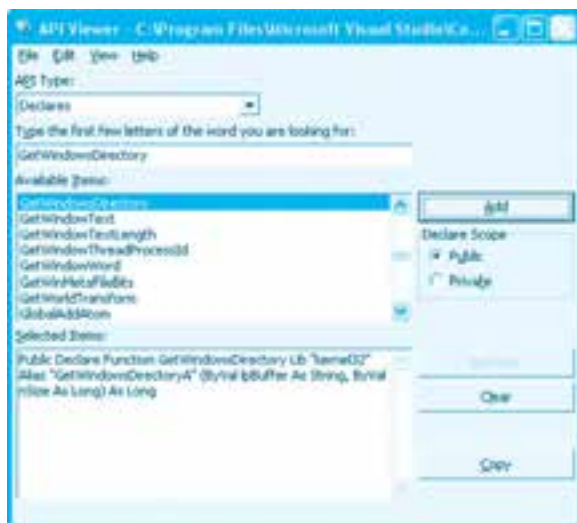 API Viewer - C:\Program Files\Microsoft Visual Studio\Co...
File Edit View Help
API Type:
Declares
Type the first few letters of the word you are looking for:
GetWindowsDirectory
Available Items:
GetWindowsDirectory
GetWindowText
GetWindowTextLength
GetWindowThreadProcessId
GetWindowWord
GetWinMetaFileBits
GetWorldTransform
GlobalAddAtom
Add
Declare Scope
Public
Private
Selected Items:
Public Declare Function GetWindowsDirectory Lib "kernel32"
Alias "GetWindowsDirectoryA" (ByVal lpBuffer As String, ByVal
nSize As Long) As Long
Clear
Copy